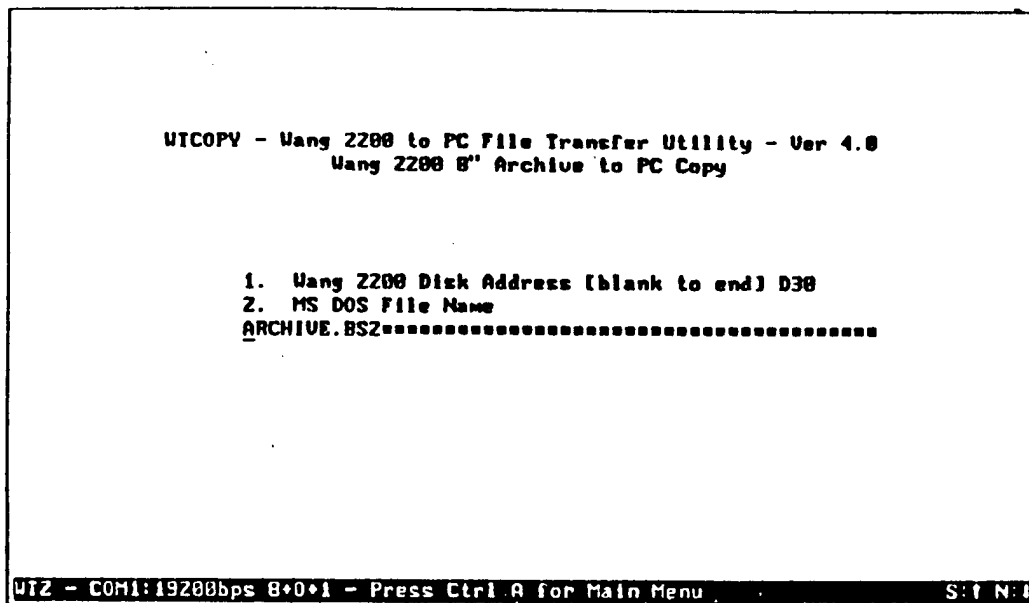 WTCOPY - Wang 2200 to PC File Transfer Utility - Ver 4.0
Wang 2200 8" Archive to PC Copy
1. Wang 2200 Disk Address [blank to end] D30
2. MS DOS File Name
ARCHIVE.BS2
WT2 - COM1:19200bps 8+O+1 - Press Ctrl A for Main Menu S:↑ N: